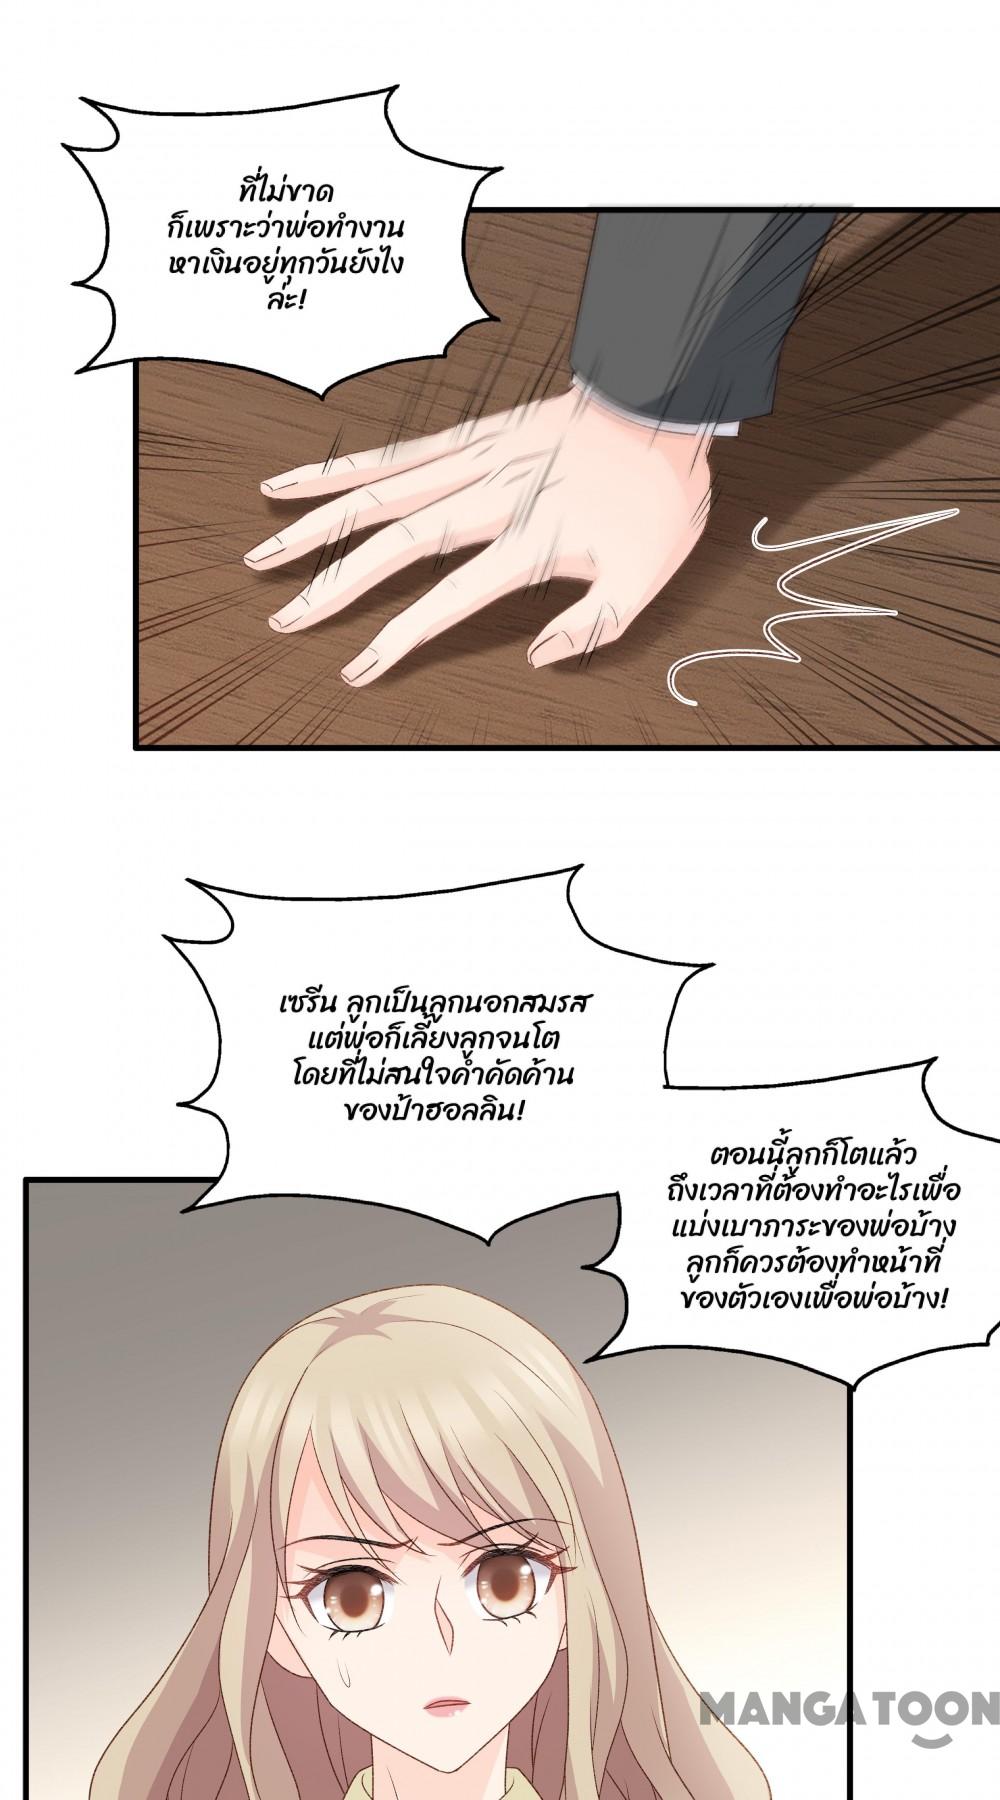 ที่ไม่ขาด
ก็เพราะว่าพ่อทำงาน
หาเงินอยู่ทุกวันยังไง
ล่ะ!
เซรีน ลูกเป็นลูกนอกสมรส
แต่พ่อก็เลี้ยงลูกจนโต
โดยที่ไม่สนใจคำคัดค้าน
ของป้าฮอลลิน!
ตอนนี้ลูกก็โตแล้ว
ถึงเวลาที่ต้องทำอะไรเพื่อ
แบ่งเบาภาระของพ่อบ้าง
ลูกก็ควรต้องทำหน้าที่
ของตัวเองเพื่อพ่อบ้าง!
MANGATOON